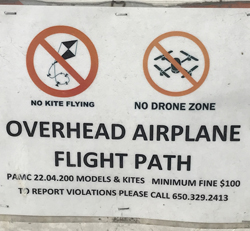 NO KITE FLYING
NO DRONE ZONE
OVERHEAD AIRPLANE
FLIGHT PATH
PAMC 22.04.200 MODELS & KITES MINIMUM FINE $100
TO REPORT VIOLATIONS PLEASE CALL 650.329.2413